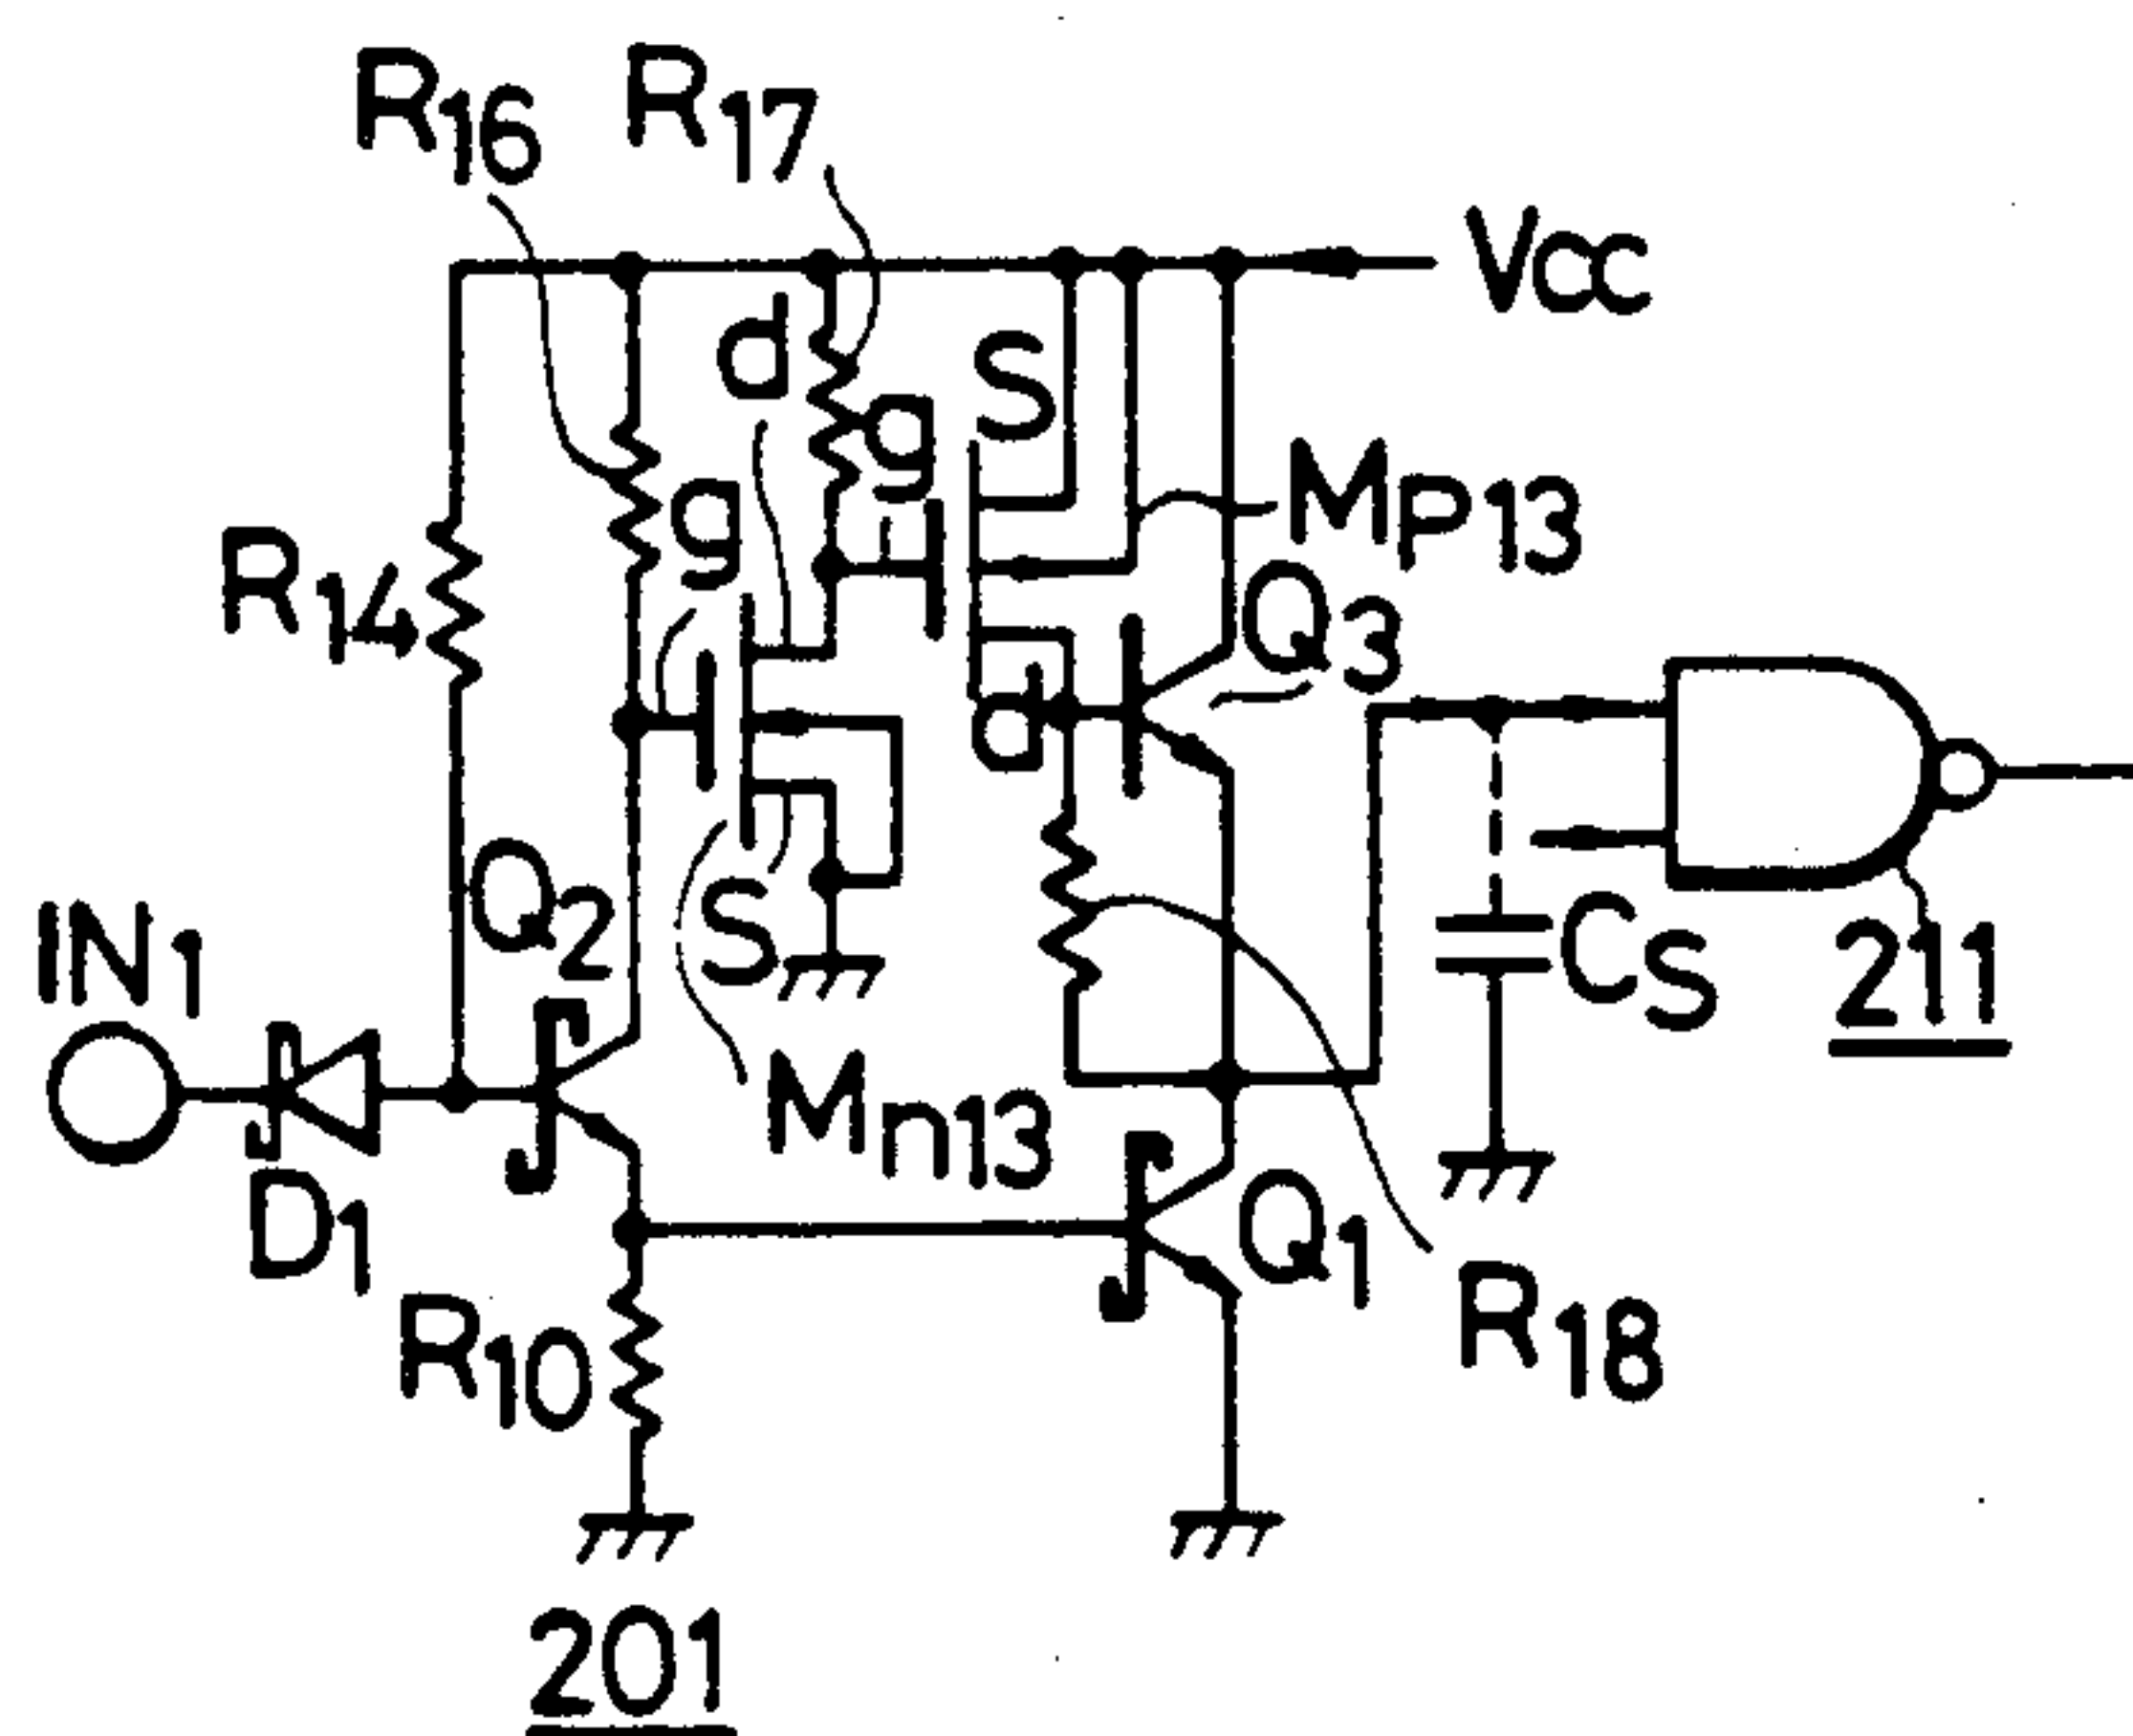 R16 R17
Vcc
d
S
g
g
Mp13
R14
Q3
d
Q2
S
IN1
Cs
211
Mn13
D1
Q1
R10
R18
201